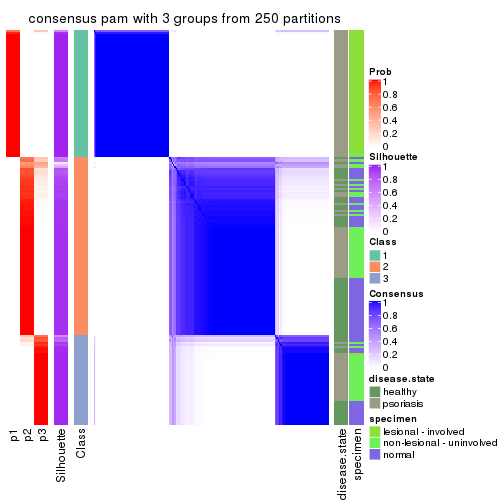 consensus pam with 3 groups from 250 partitions
Prob
1
0.8
0.6
0.4
0.2
0
Silhouette
1
0.8
0.6
0.4
0.2
0
Class
1
2
3
Consensus
1
0.8
0.6
0.4
0.2
0
disease.state
healthy
psoriasis
specimen
lesional - involved
non-lesional - uninvolved
normal
p1
p2
p3
Silhouette
Class
disease.state
specimen